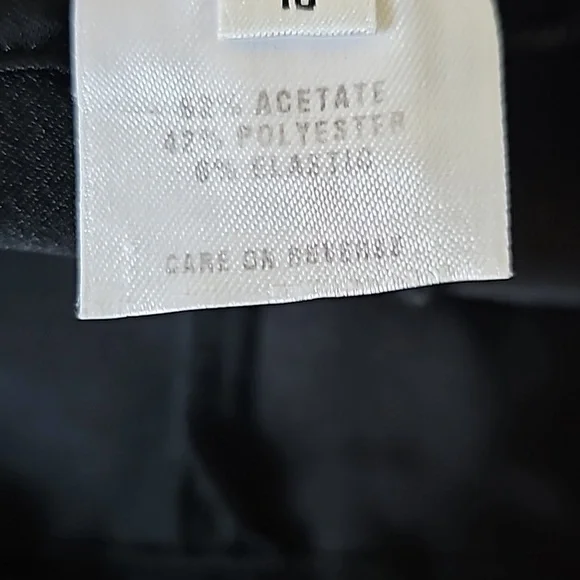 ACETATE
42% POLYESTER
6% ELASTIC
CARE ON REVERSE